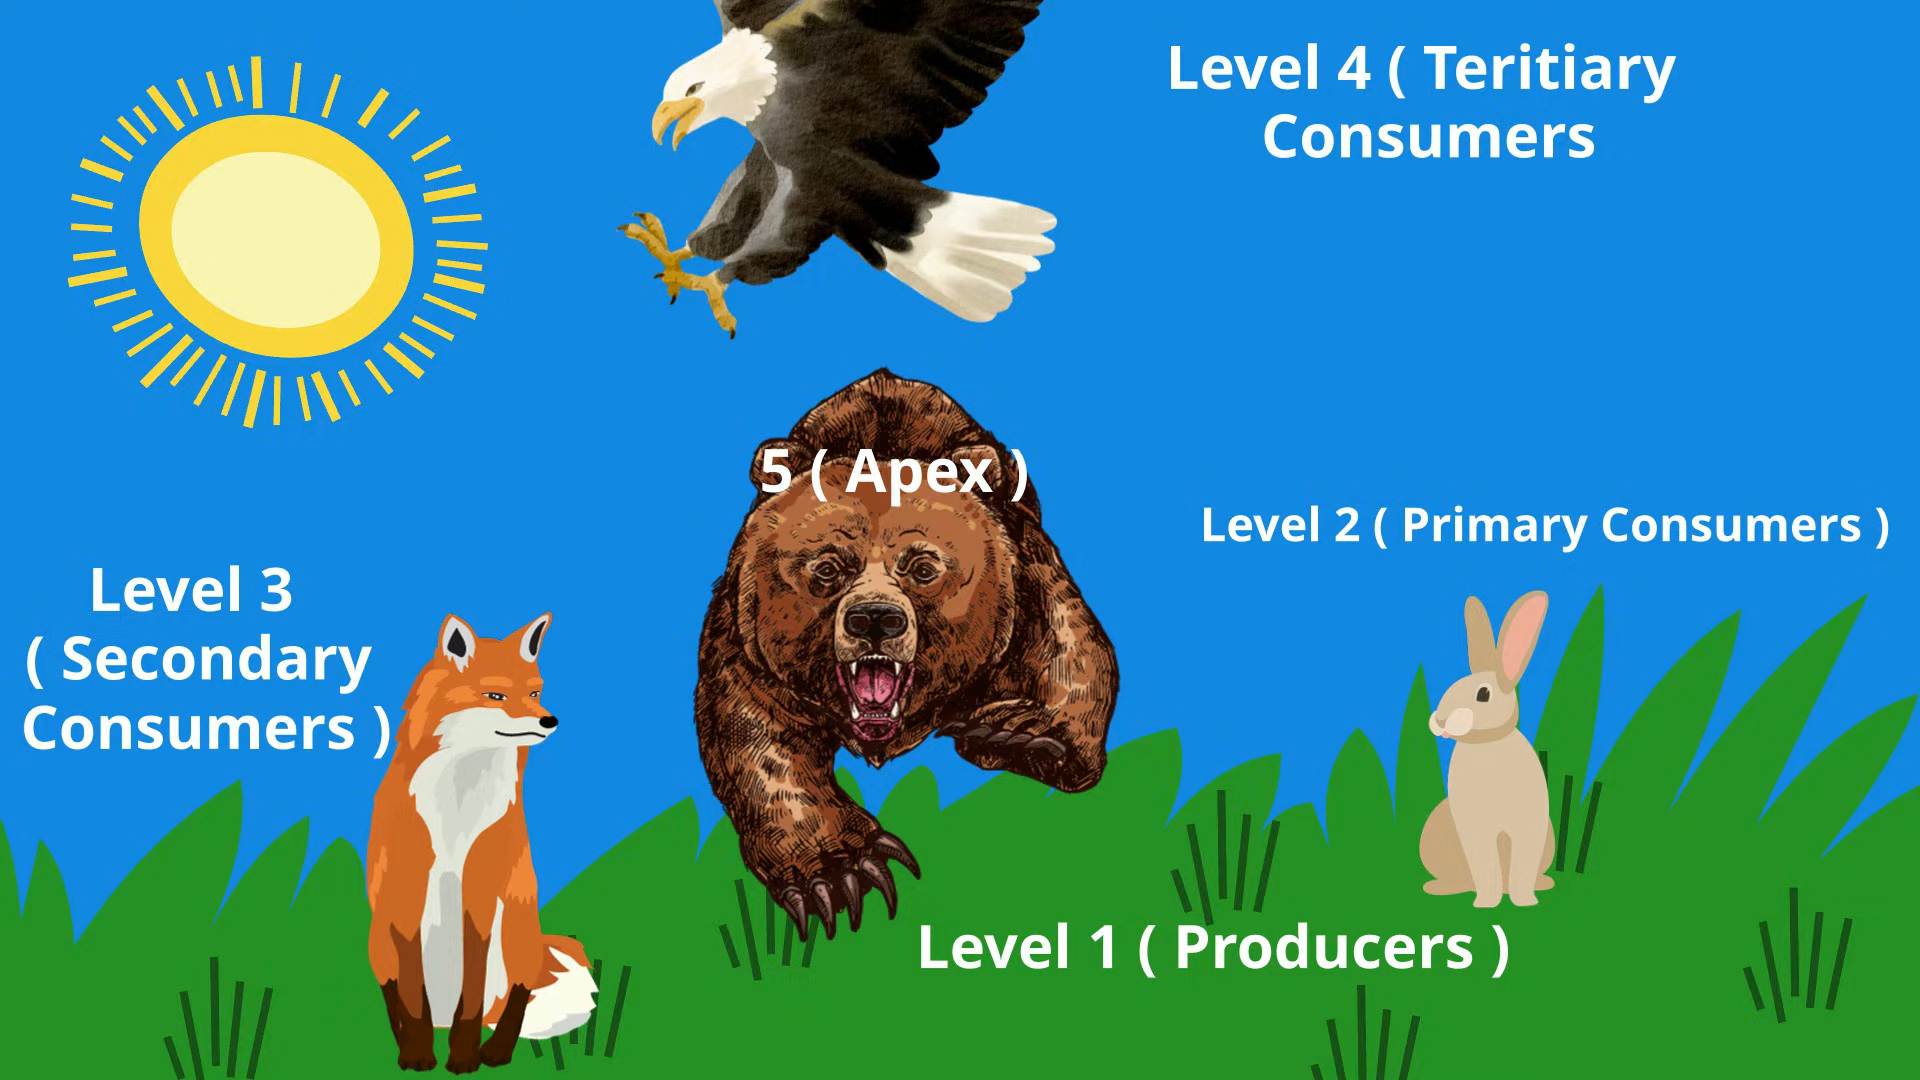 Level 4 ( Teritiary
Consumers
5 ( Apex )
Level 2 ( Primary Consumers )
Level 3
( Secondary
Consumers )
Level 1 ( Producers )